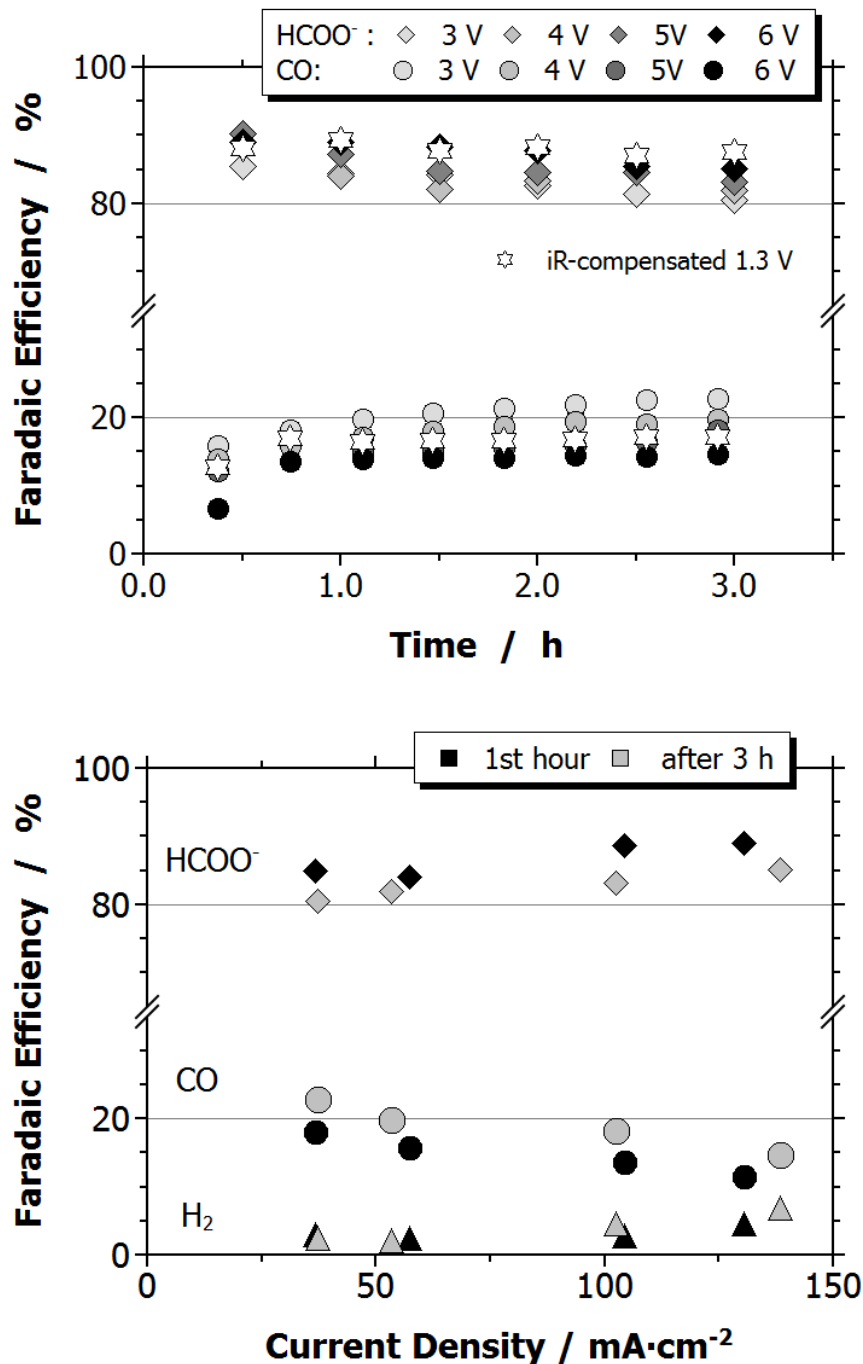 HCOO⁻ : 3 V 4 V 5V 6 V
CO: 3 V 4 V 5V 6 V
100
80
iR-compensated 1.3 V
20
0
0.0 1.0 2.0 3.0
Faradaic Efficiency / %
Time / h
1st hour after 3 h
100
HCOO⁻
80
CO
20
H₂
0
0 50 100 150
Faradaic Efficiency / %
Current Density / mA·cm⁻²